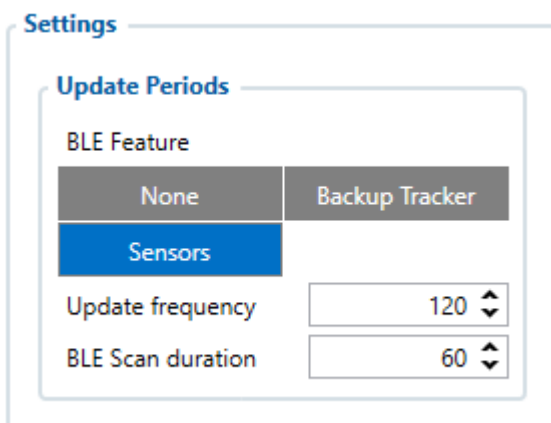 Settings
Update Periods
BLE Feature
None Backup Tracker
Sensors
Update frequency 120
BLE Scan duration 60